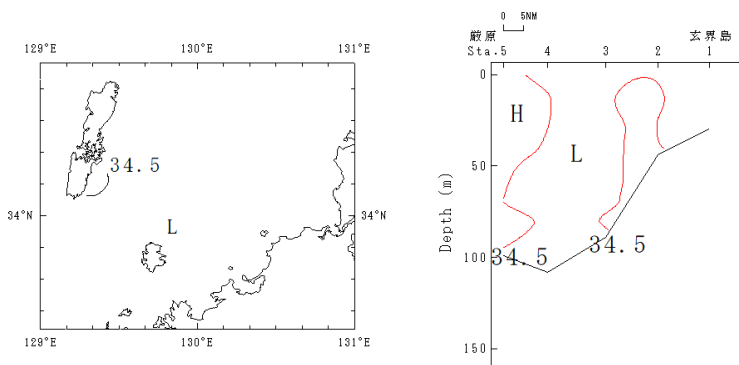 129°E 130°E 131°E
34.5
L
34°N 34°N
129°E 130°E 131°E
0 5NM
厳原 玄界島
Sta.5 4 3 2 1
0
H
L
50
Depth (m)
34.5 34.5
100
150